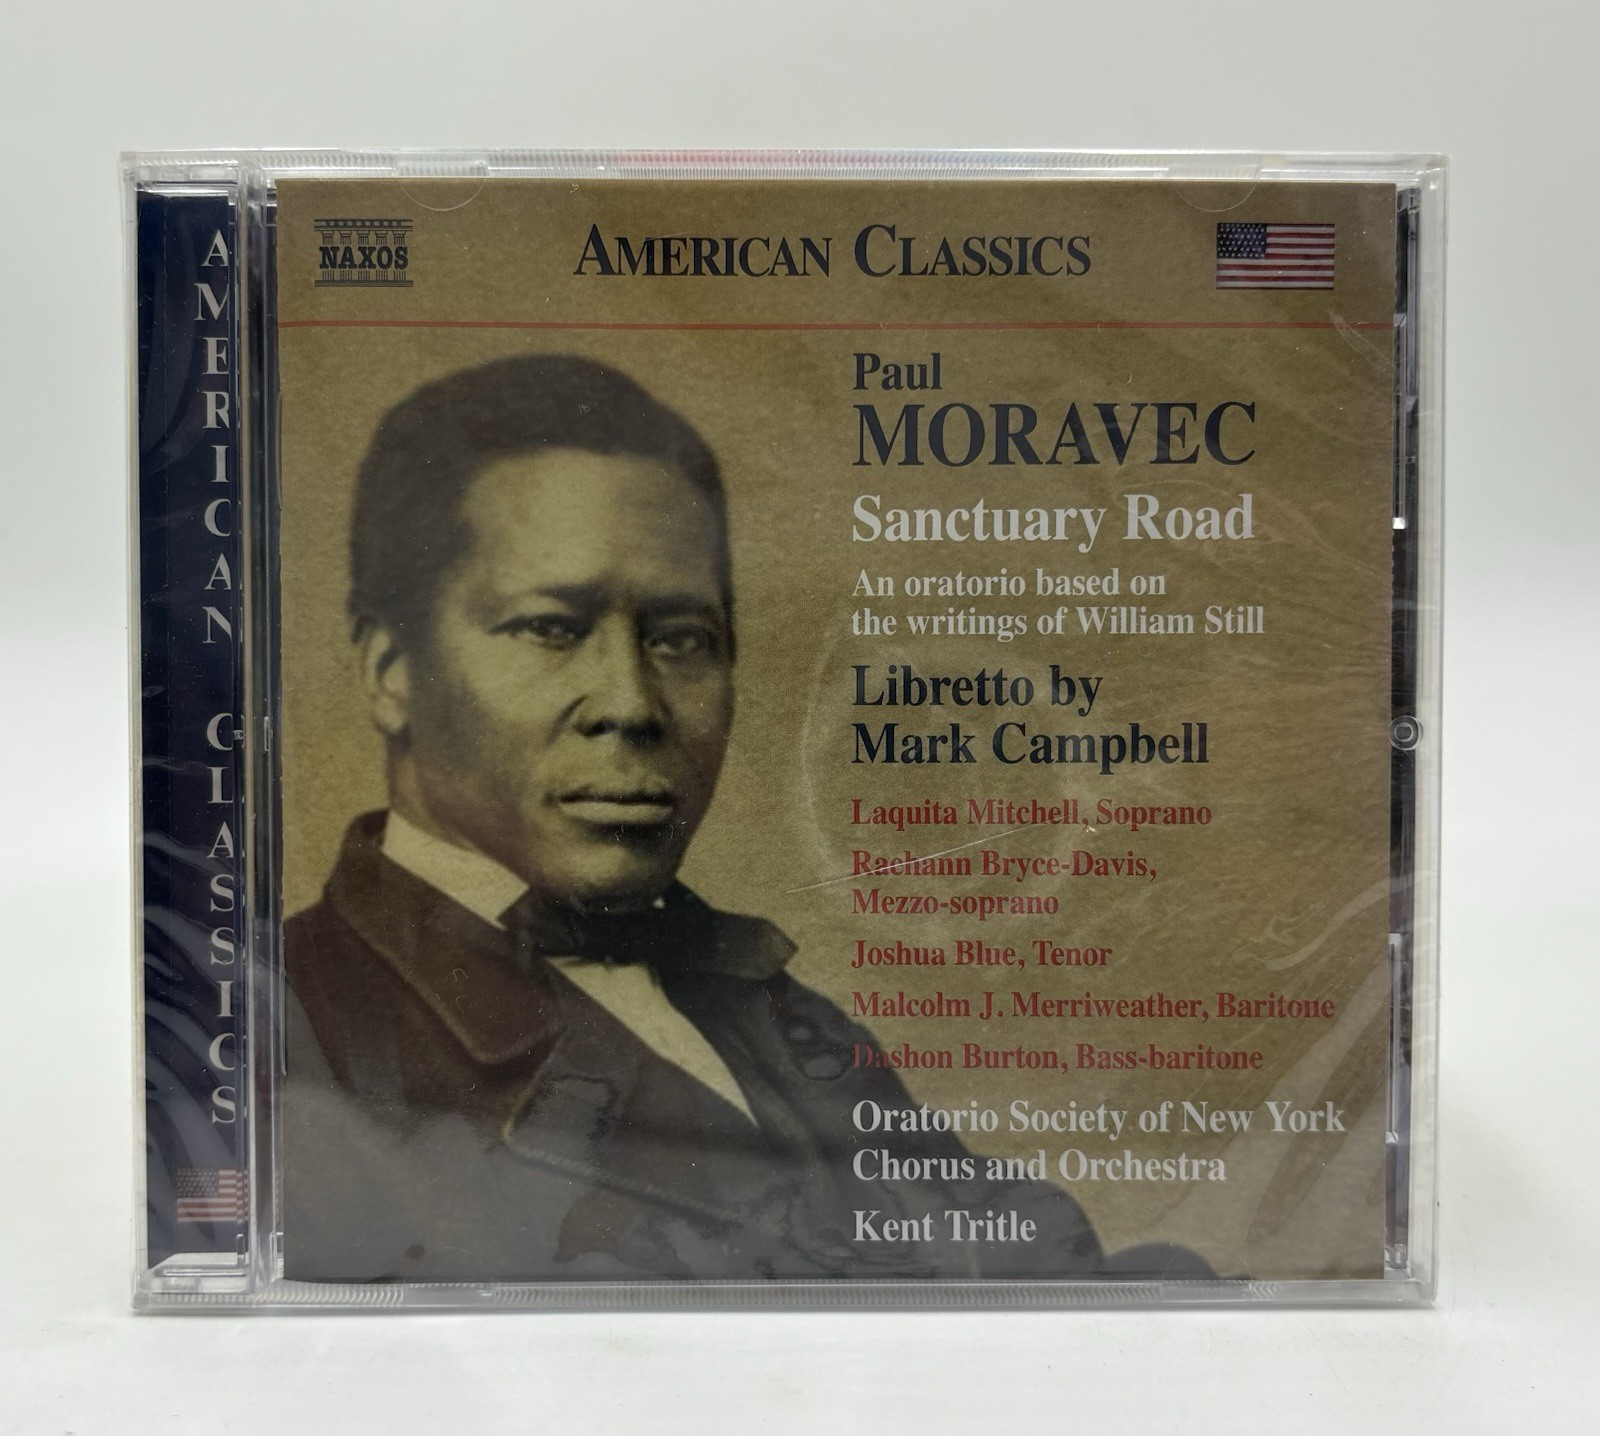 NAXOS
AMERICAN CLASSICS
Paul
MORAVEC
Sanctuary Road
An oratorio based on
the writings of William Still
Libretto by
Mark Campbell
Laquita Mitchell, Soprano
Raehann Bryce-Davis,
Mezzo-soprano
Joshua Blue, Tenor
Malcolm J. Merriweather, Baritone
Dashon Burton, Bass-baritone
Oratorio Society of New York
Chorus and Orchestra
Kent Tritle
AMERICAN CLASSICS